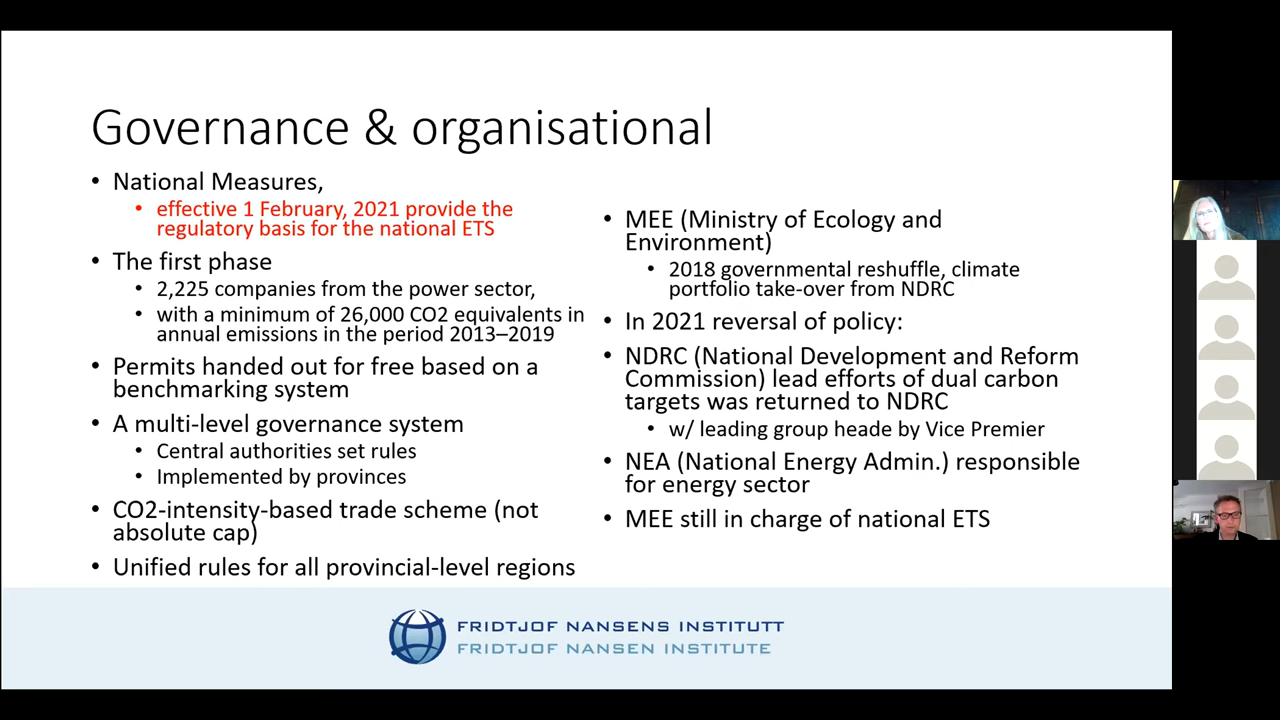 Governance & organisational
• National Measures,
• effective 1 February, 2021 provide the
regulatory basis for the national ETS
• The first phase
• 2,225 companies from the power sector,
• with a minimum of 26,000 CO2 equivalents in
annual emissions in the period 2013–2019
• Permits handed out for free based on a
benchmarking system
• A multi-level governance system
• Central authorities set rules
• Implemented by provinces
• CO2-intensity-based trade scheme (not
absolute cap)
• Unified rules for all provincial-level regions
• MEE (Ministry of Ecology and
Environment)
• 2018 governmental reshuffle, climate
portfolio take-over from NDRC
• In 2021 reversal of policy:
• NDRC (National Development and Reform
Commission) lead efforts of dual carbon
targets was returned to NDRC
• w/ leading group heade by Vice Premier
• NEA (National Energy Admin.) responsible
for energy sector
• MEE still in charge of national ETS
FRIDTJOF NANSENS INSTITUTT
FRIDTJOF NANSEN INSTITUTE